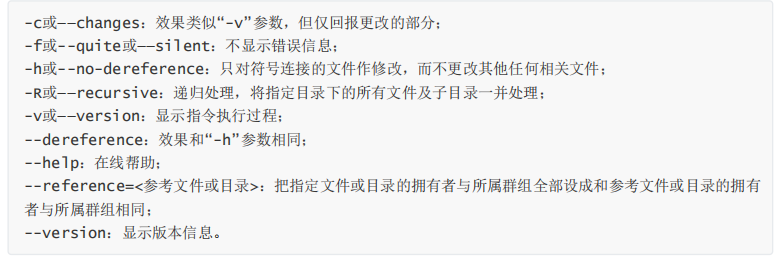 -c或——changes：效果类似“-v”参数，但仅回报更改的部分；
-f或--quite或——silent：不显示错误信息；
-h或--no-dereference：只对符号连接的文件作修改，而不更改其他任何相关文件；
-R或——recursive：递归处理，将指定目录下的所有文件及子目录一并处理；
-v或——version：显示指令执行过程；
--dereference：效果和“-h”参数相同；
--help：在线帮助；
--reference=<参考文件或目录>：把指定文件或目录的拥有者与所属群组全部设成和参考文件或目录的拥有
者与所属群组相同；
--version：显示版本信息。